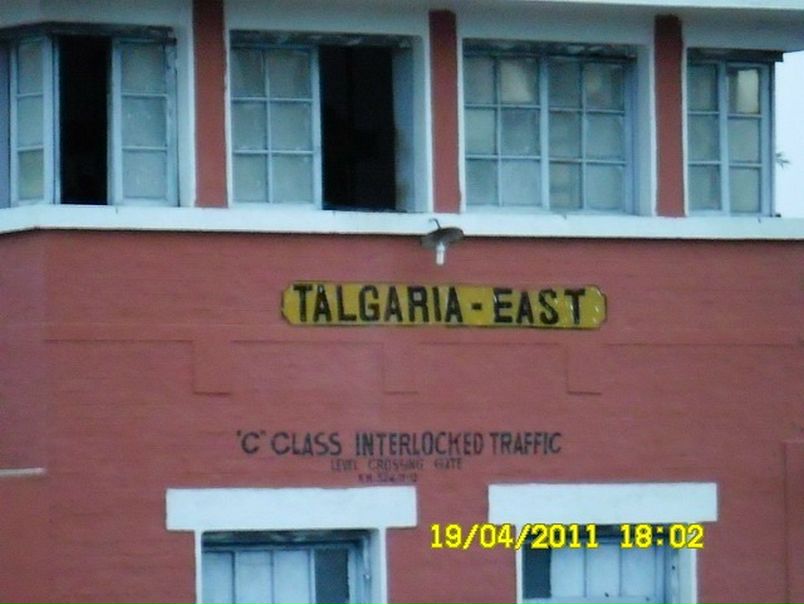 TALGARIA - EAST
"C" CLASS INTERLOCKED TRAFFIC
LEVEL CROSSING GATE
19/04/2011 18:02